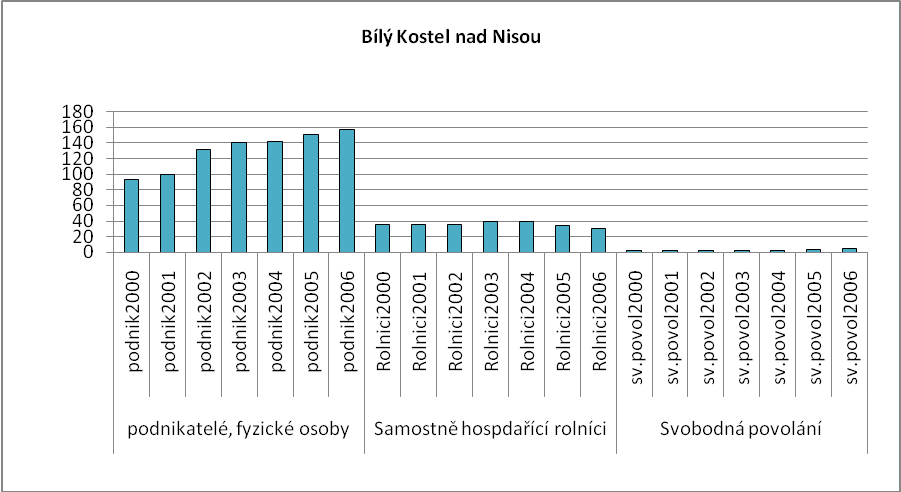 Bílý Kostel nad Nisou
180
160
140
120
100
80
60
40
20
0
podnik2000
podnik2001
podnik2002
podnik2003
podnik2004
podnik2005
podnik2006
Rolnici2000
Rolnici2001
Rolnici2002
Rolnici2003
Rolnici2004
Rolnici2005
Rolnici2006
sv.povol2000
sv.povol2001
sv.povol2002
sv.povol2003
sv.povol2004
sv.povol2005
sv.povol2006
podnikatelé, fyzické osoby
Samostně hospdařící rolníci
Svobodná povolání